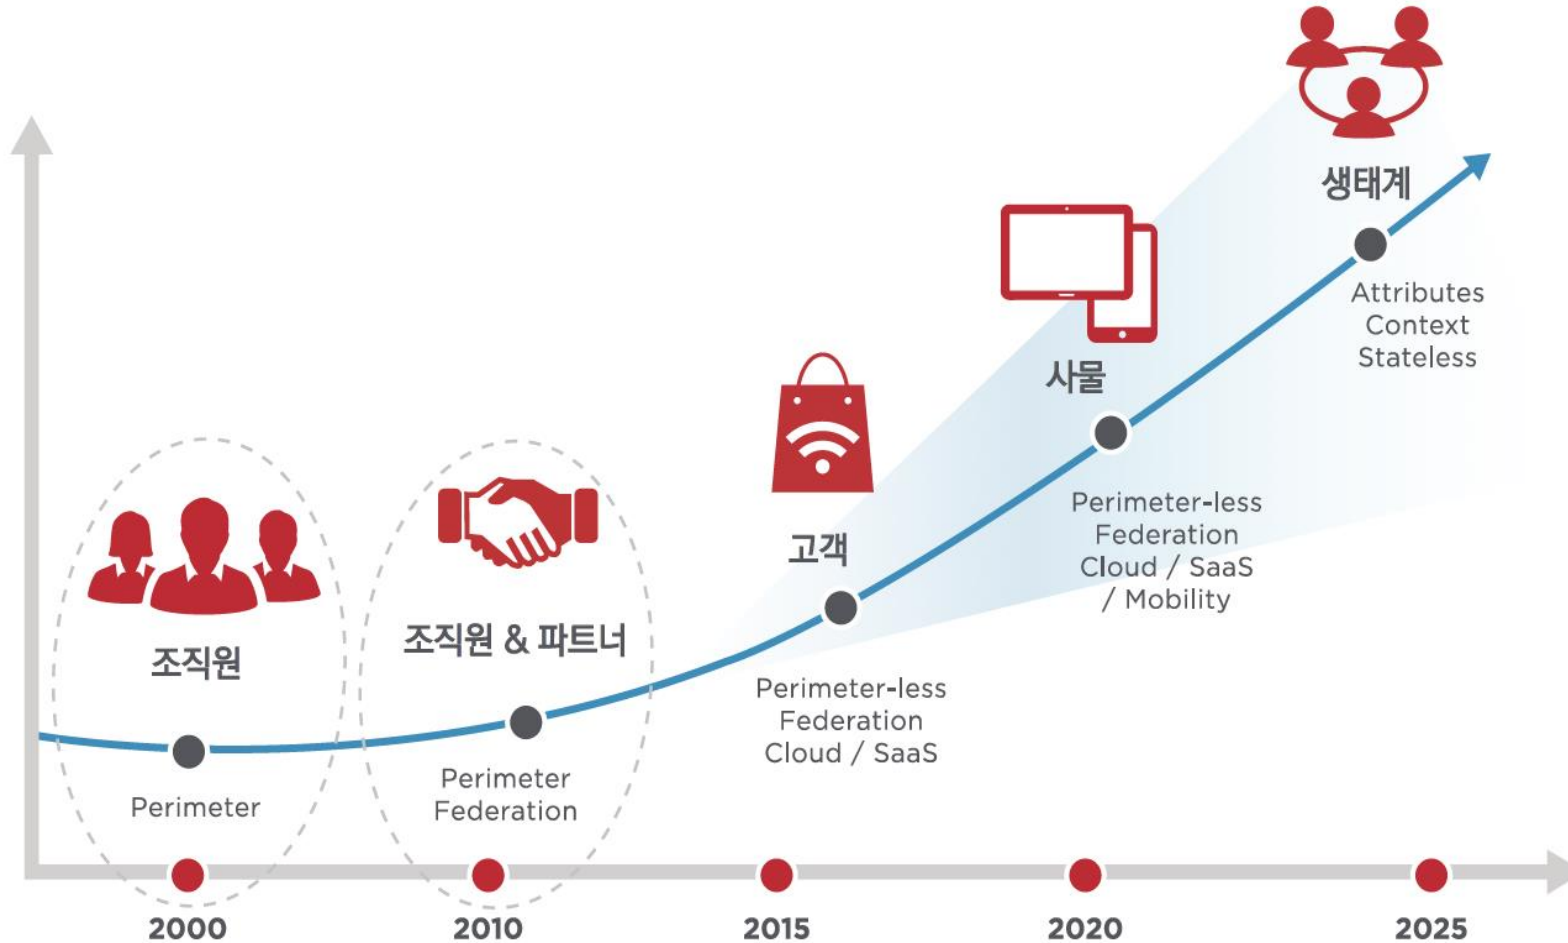 조직원
Perimeter
조직원 & 파트너
Perimeter
Federation
고객
Perimeter-less
Federation
Cloud / SaaS
사물
Perimeter-less
Federation
Cloud / SaaS
/ Mobility
생태계
Attributes
Context
Stateless
2000
2010
2015
2020
2025